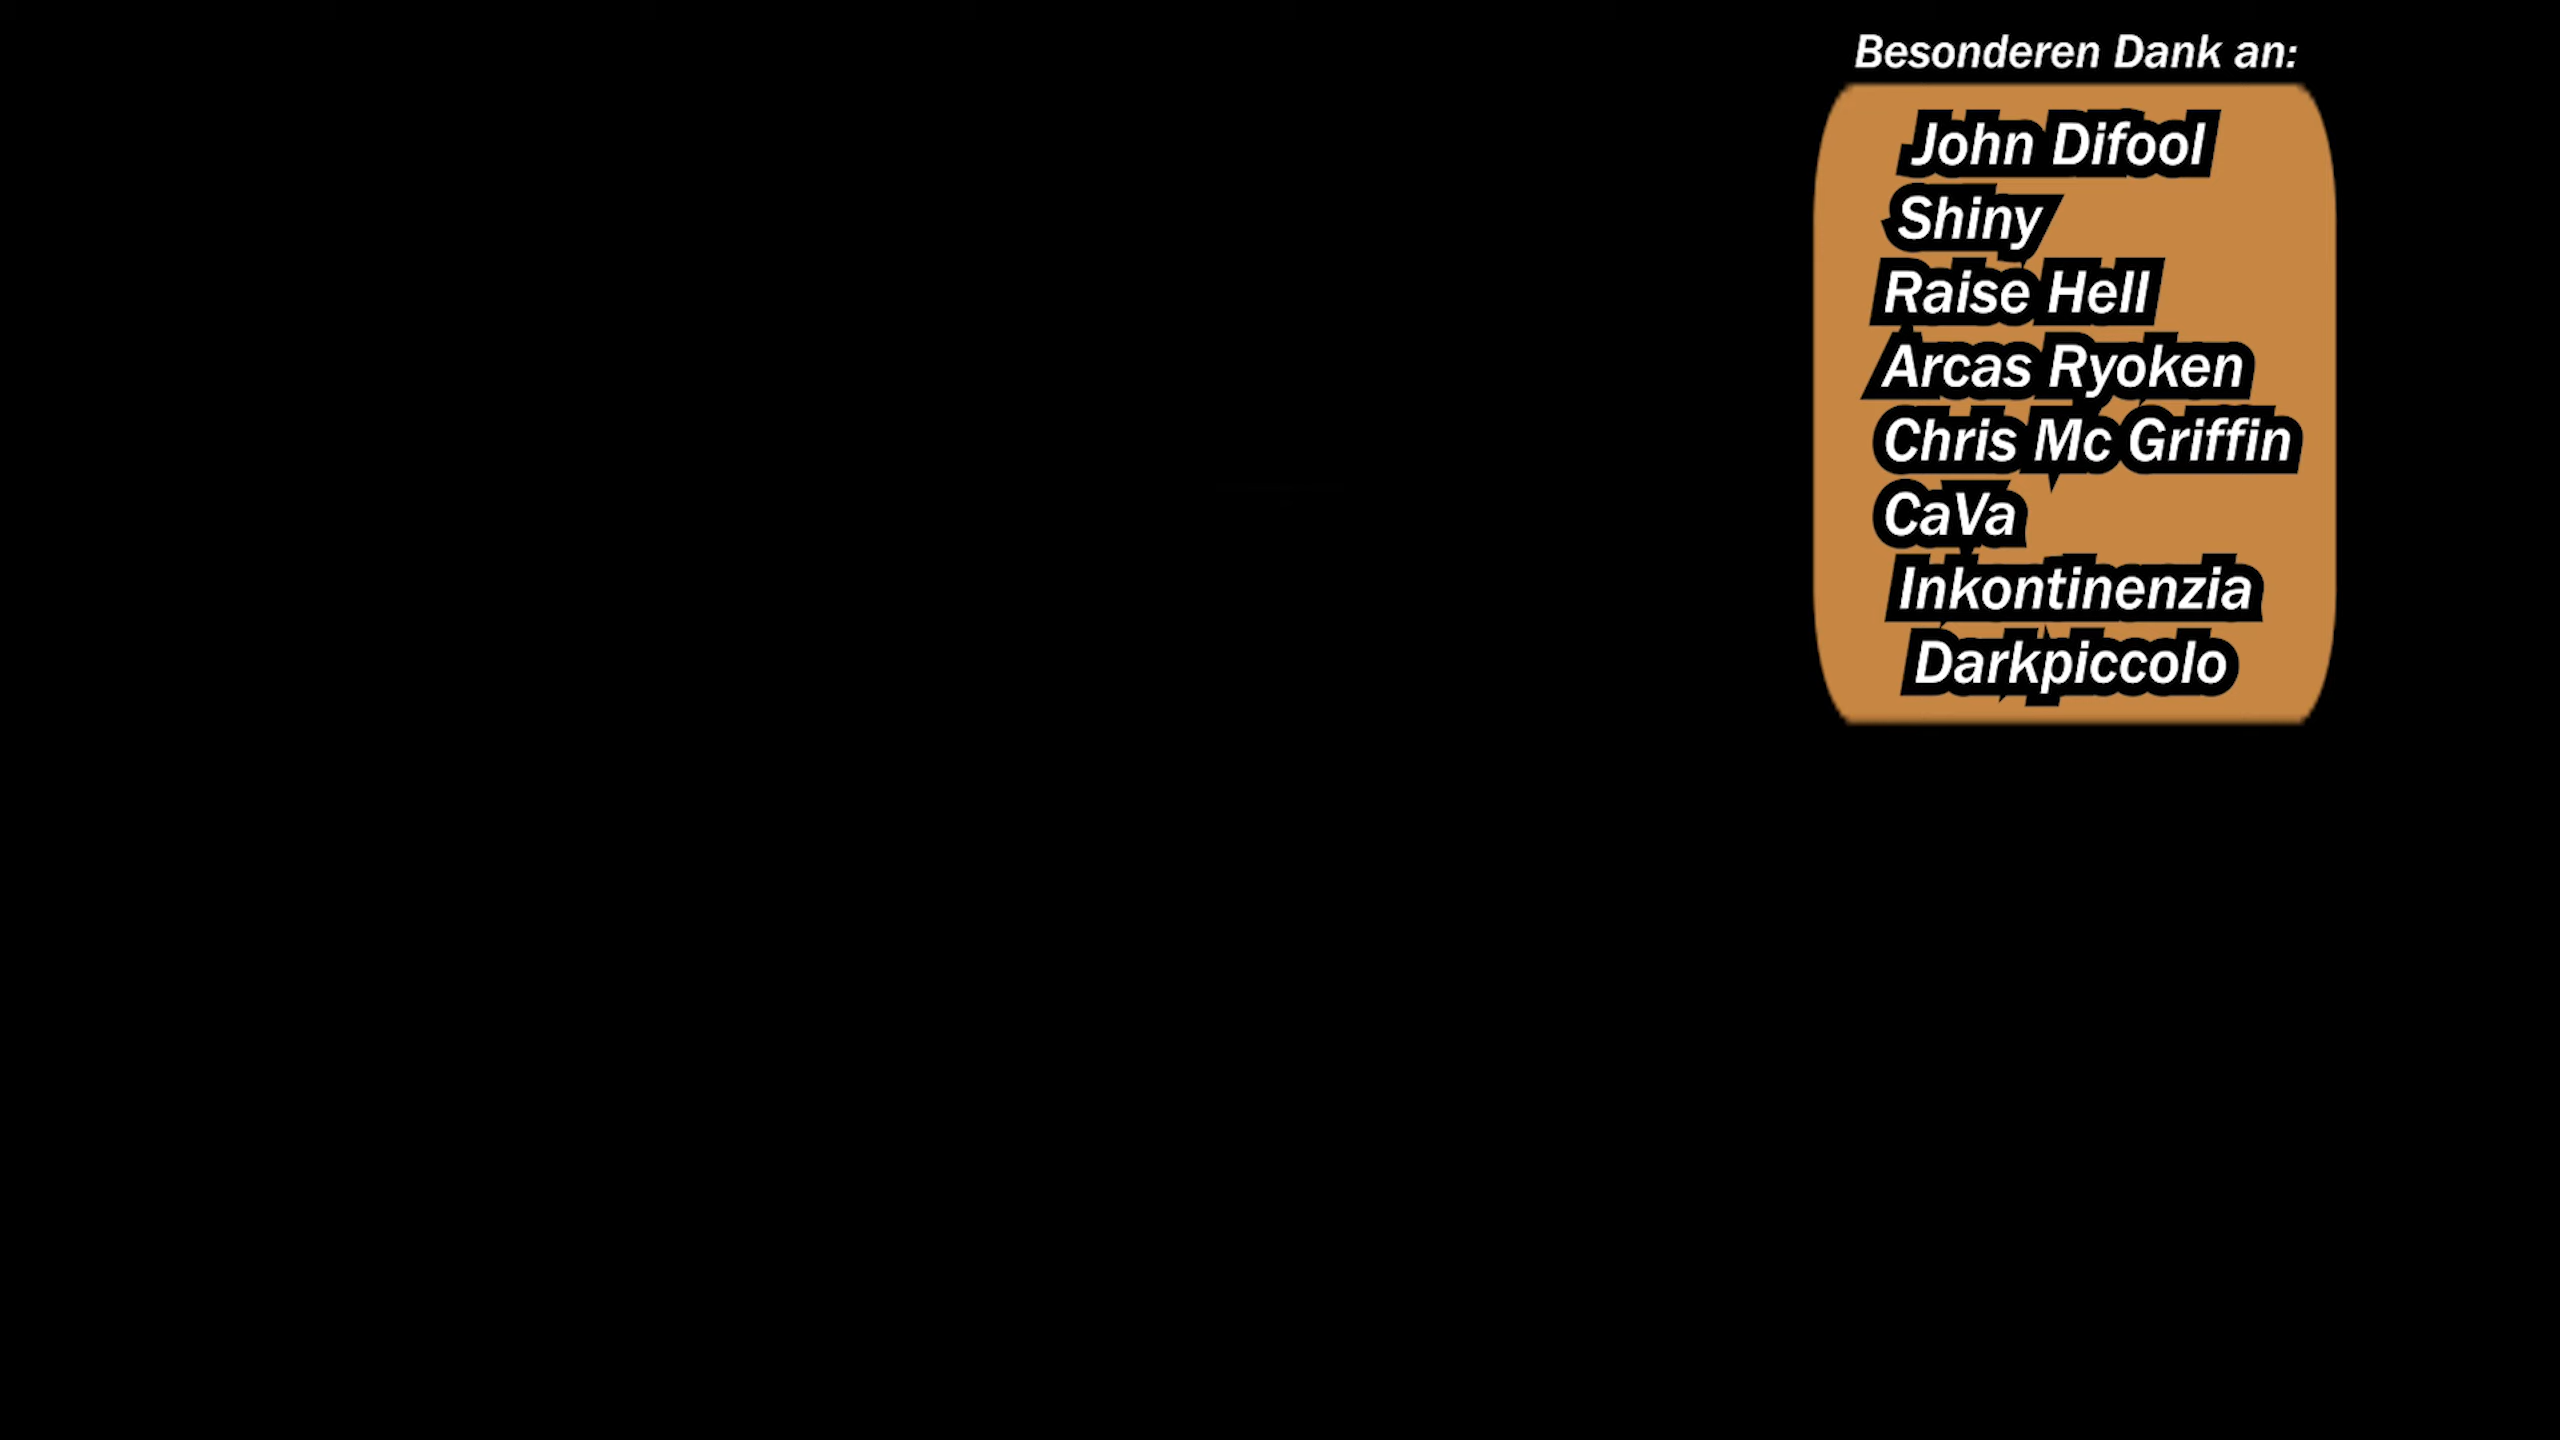 Besonderen Dank an:
John Difool
Shiny
Raise Hell
Arcas Ryoken
Chris Mc Griffin
CaVa
Inkontinenzia
Darkpiccolo